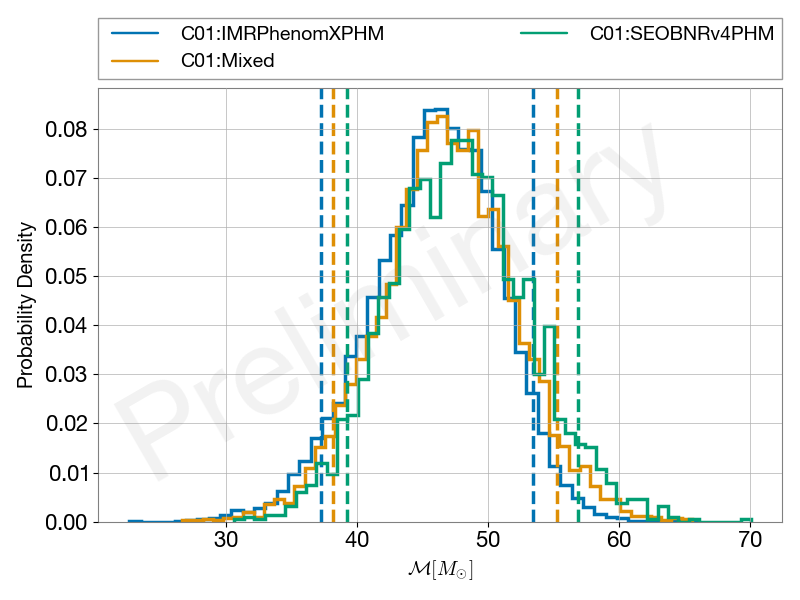 C01:IMRPhenomXPHM
C01:Mixed
C01:SEOBNRv4PHM
Preliminary
Probability Density
0.08
0.07
0.06
0.05
0.04
0.03
0.02
0.01
0.00
30 40 50 60 70
ℳ[M⊙]